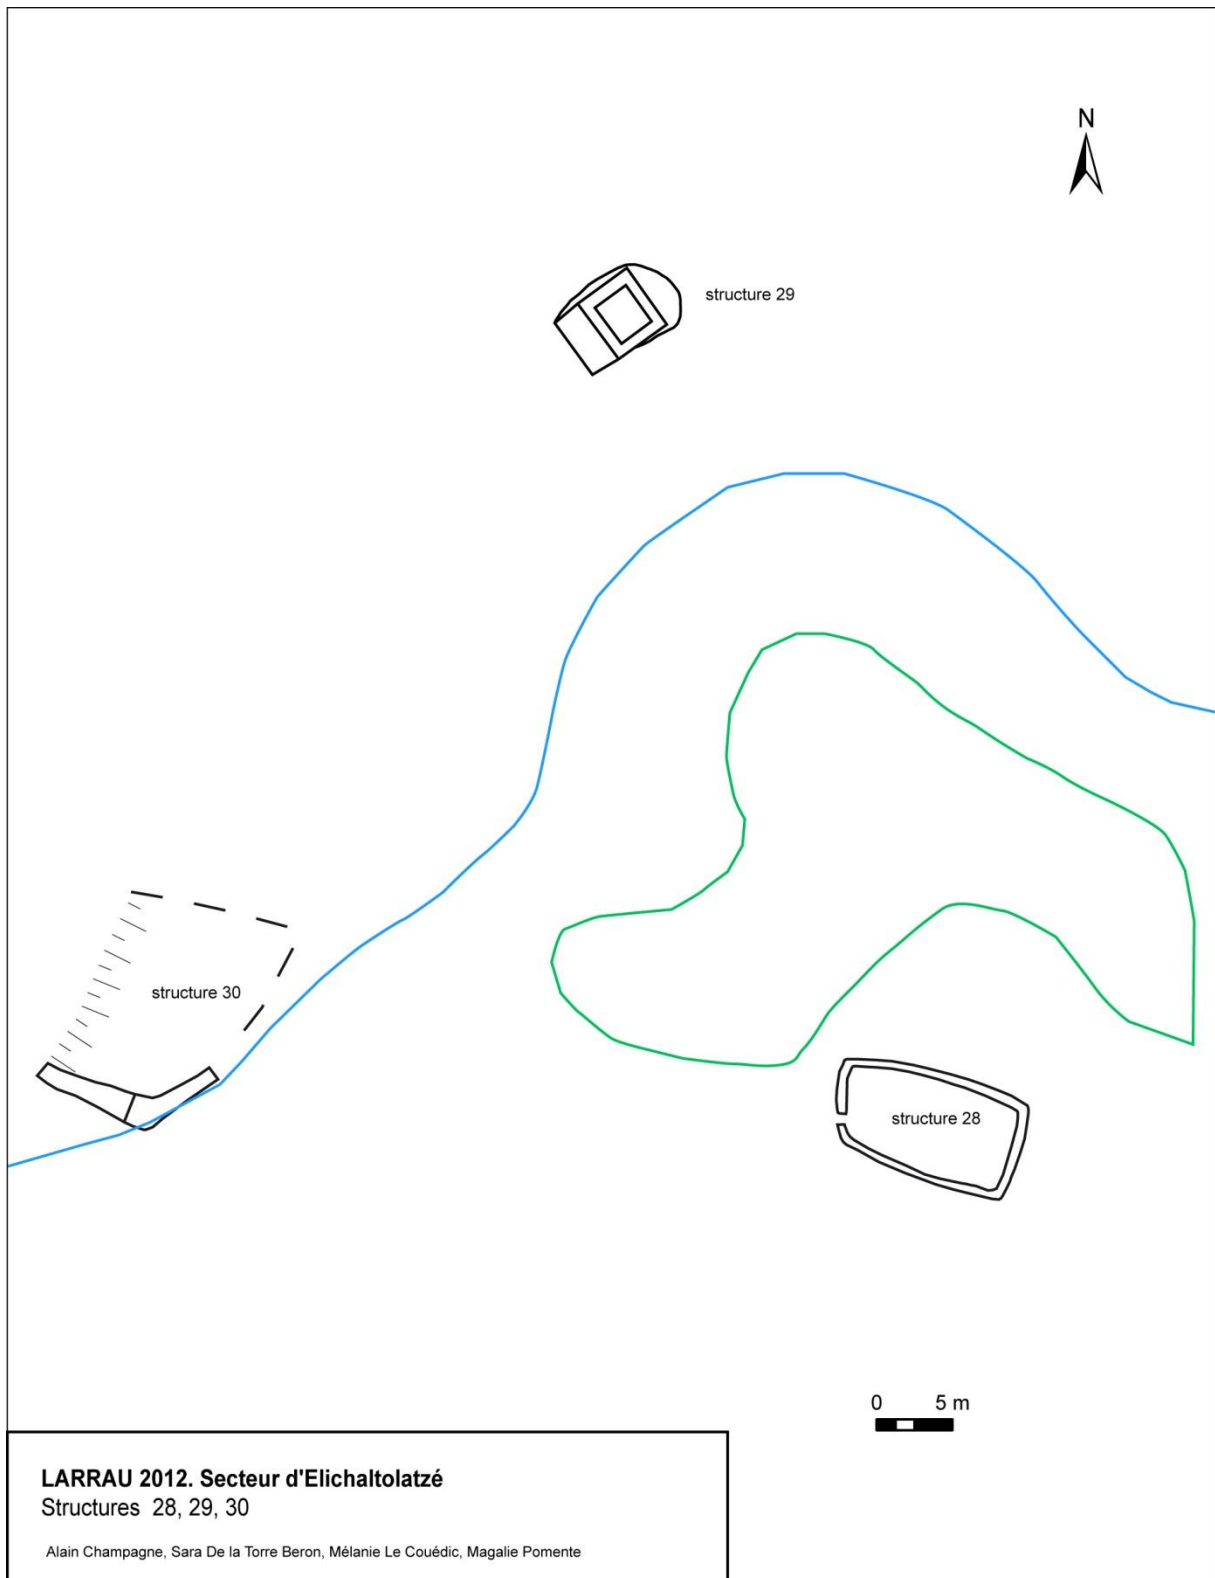 N
structure 29
structure 30
structure 28
0 5 m
LARRAU 2012. Secteur d'Elichaltolatzé
Structures 28, 29, 30
Alain Champagne, Sara De la Torre Beron, Mélanie Le Couédic, Magalie Pomente